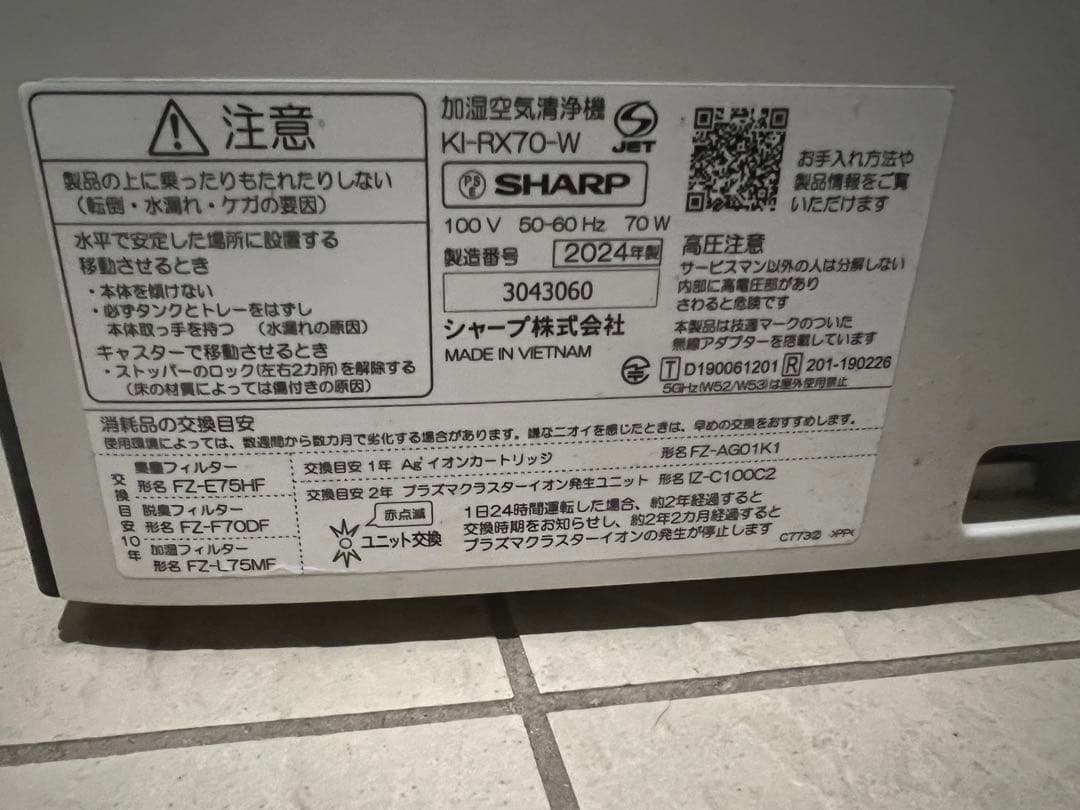 注意
製品の上に乗ったりもたれたりしない
（転倒・水漏れ・ケガの要因）
水平で安定した場所に設置する
移動させるとき
・本体を傾けない
・必ずタンクとトレーをはずし
本体取っ手を持つ （水漏れの原因）
キャスターで移動させるとき
・ストッパーのロック(左右2カ所)を解除する
（床の材質によっては傷付きの原因）
加湿空気清浄機
KI-RX70-W
S JET
PS E SHARP
100V 50-60Hz 70W
製造番号 2024年製
3043060
シャープ株式会社
MADE IN VIETNAM
お手入れ方法や
製品情報をご覧
いただけます
高圧注意
サービスマン以外の人は分解しない
内部に高電圧部があり
さわると危険です
本製品は技適マークのついた
無線アダプターを搭載しています
T D190061201 R 201-190226
5GHz(W52/W53)は屋外使用禁止
消耗品の交換目安
使用環境によっては、数週間から数カ月で劣化する場合があります。嫌なニオイを感じたときは、早めの交換をおすすめします。
交換目安10年
集塵フィルター
形名 FZ-E75HF
脱臭フィルター
形名 FZ-F70DF
加湿フィルター
形名 FZ-L75MF
交換目安1年 Ag⁺イオンカートリッジ 形名 FZ-AG01K1
交換目安2年 プラズマクラスターイオン発生ユニット 形名 IZ-C100C2
赤点滅
ユニット交換
1日24時間運転した場合、約2年経過すると
交換時期をお知らせし、約2年2カ月経過すると
プラズマクラスターイオンの発生が停止します
C773② >PP<